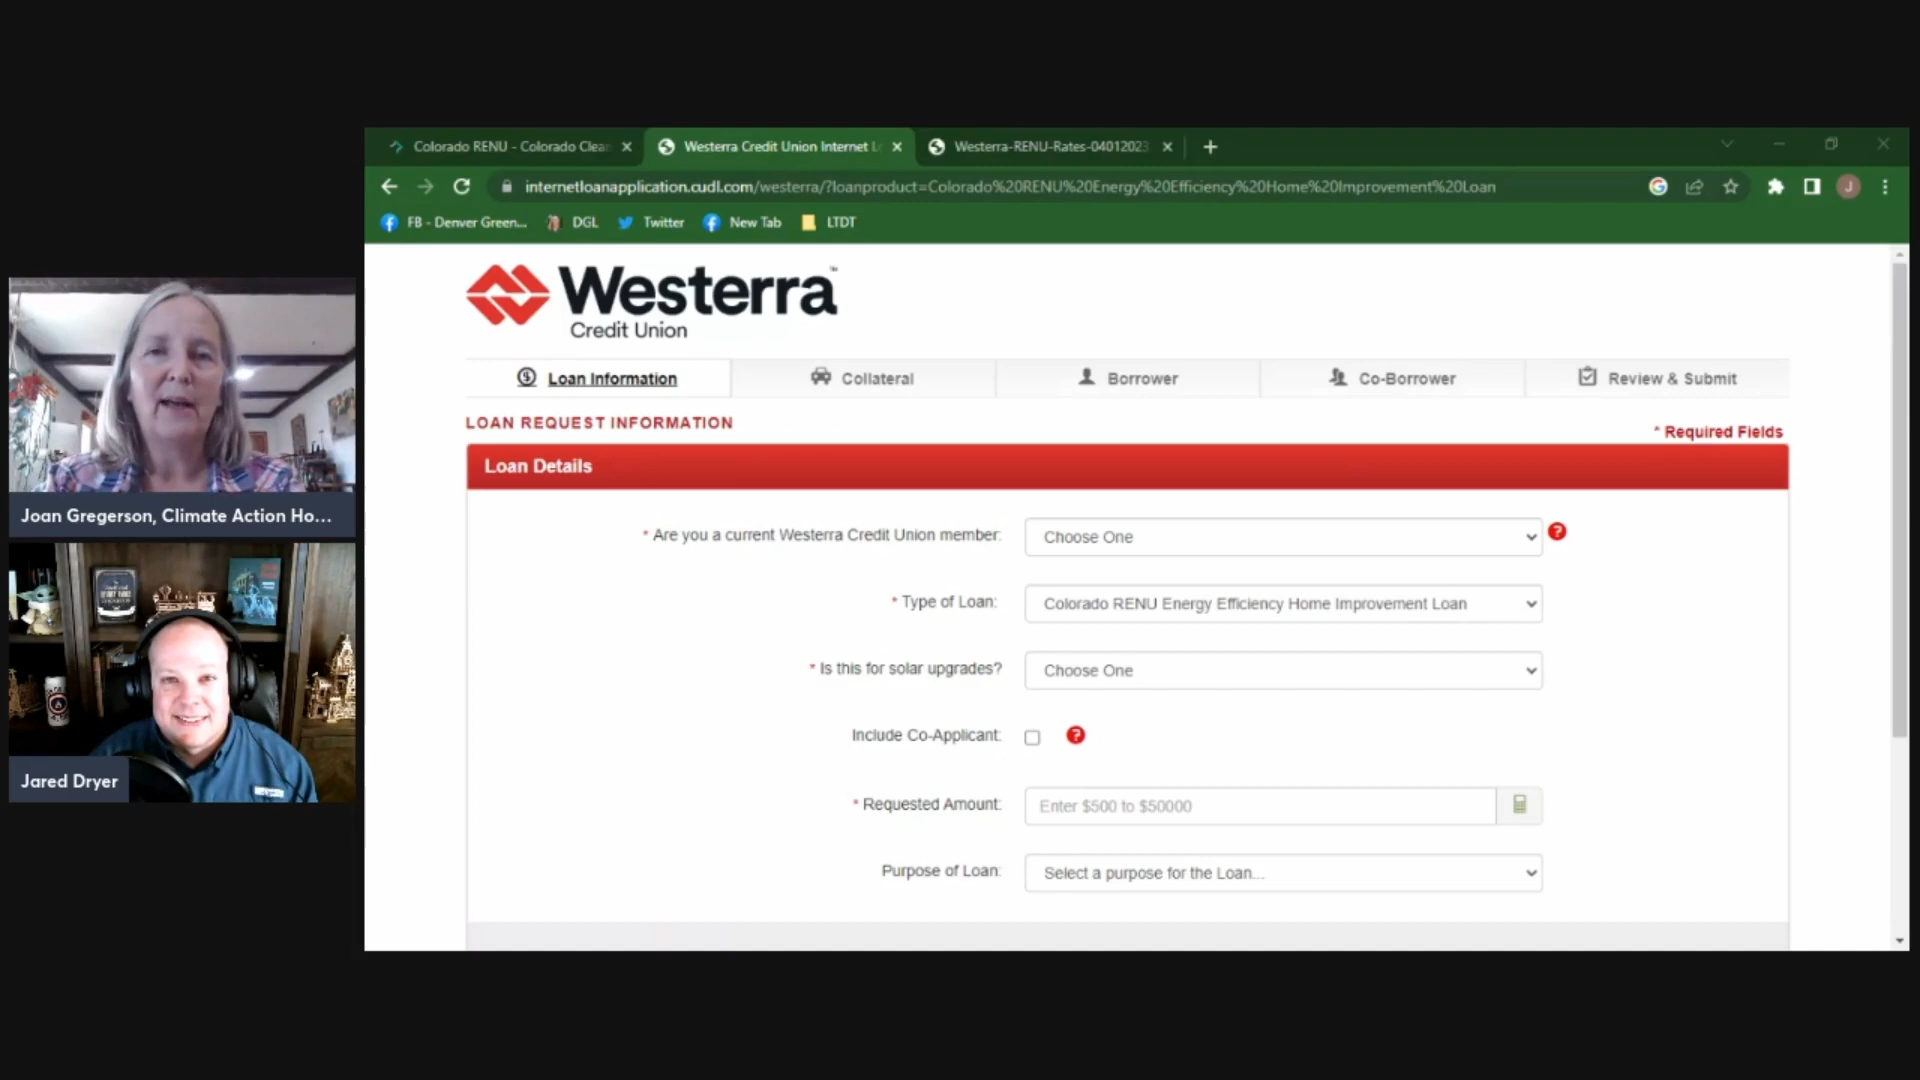 Colorado RENU - Colorado Clean
Westerra Credit Union Internet L
Westerra-RENU-Rates-04012023
internetloanapplication.cudl.com/westerra/?loanproduct=Colorado%20RENU%20Energy%20Efficiency%20Home%20Improvement%20Loan
J
FB - Denver Green...
DGL
Twitter
New Tab
LTDT
Westerra™
Credit Union
Loan Information
Collateral
Borrower
Co-Borrower
Review & Submit
LOAN REQUEST INFORMATION
* Required Fields
Loan Details
* Are you a current Westerra Credit Union member:
Choose One
?
* Type of Loan:
Colorado RENU Energy Efficiency Home Improvement Loan
* Is this for solar upgrades?
Choose One
Include Co-Applicant:
?
* Requested Amount:
Enter $500 to $50000
Purpose of Loan:
Select a purpose for the Loan...
Joan Gregerson, Climate Action Ho...
Jared Dryer